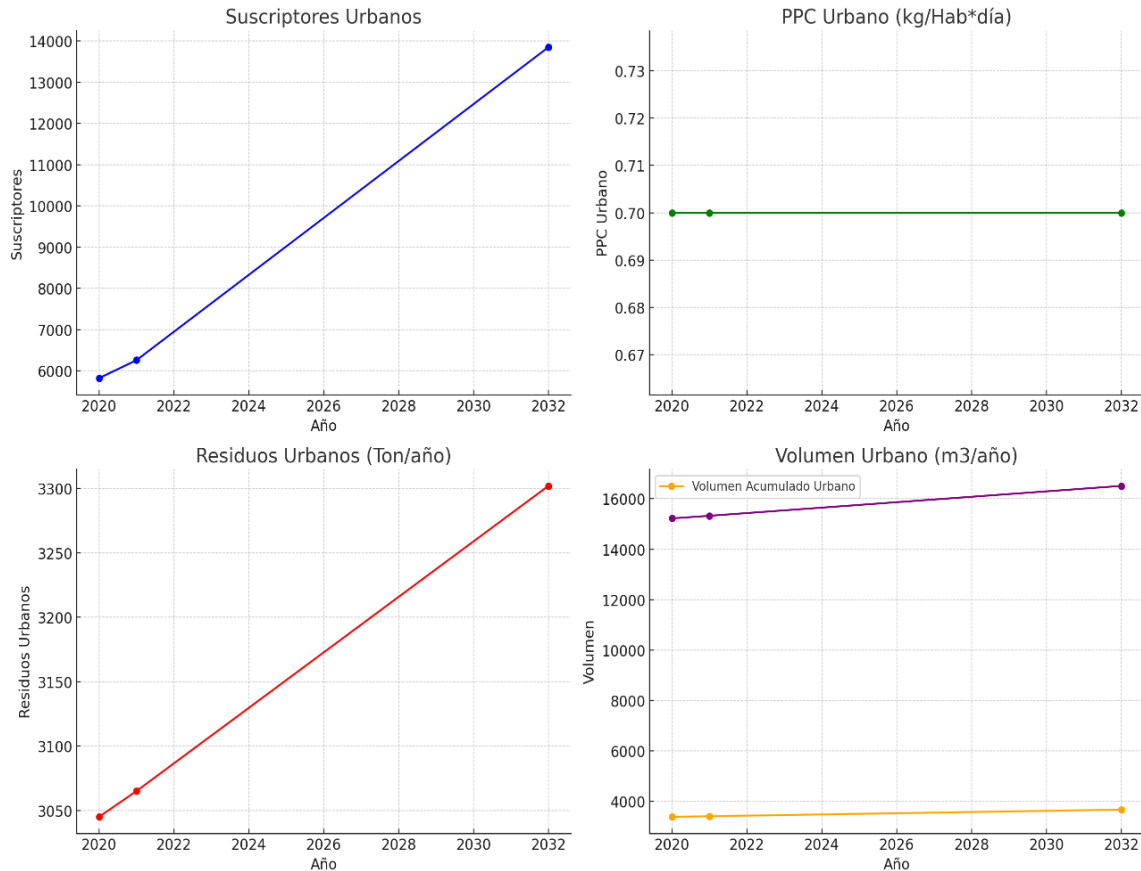 Suscriptores Urbanos
14000
13000
12000
11000
10000
9000
8000
7000
6000
Suscriptores
2020 2022 2024 2026 2028 2030 2032
Año
PPC Urbano (kg/Hab*día)
0.73
0.72
0.71
0.70
0.69
0.68
0.67
PPC Urbano
2020 2022 2024 2026 2028 2030 2032
Año
Residuos Urbanos (Ton/año)
3300
3250
3200
3150
3100
3050
Residuos Urbanos
2020 2022 2024 2026 2028 2030 2032
Año
Volumen Urbano (m3/año)
Volumen Acumulado Urbano
16000
14000
12000
10000
8000
6000
4000
Volumen
2020 2022 2024 2026 2028 2030 2032
Año